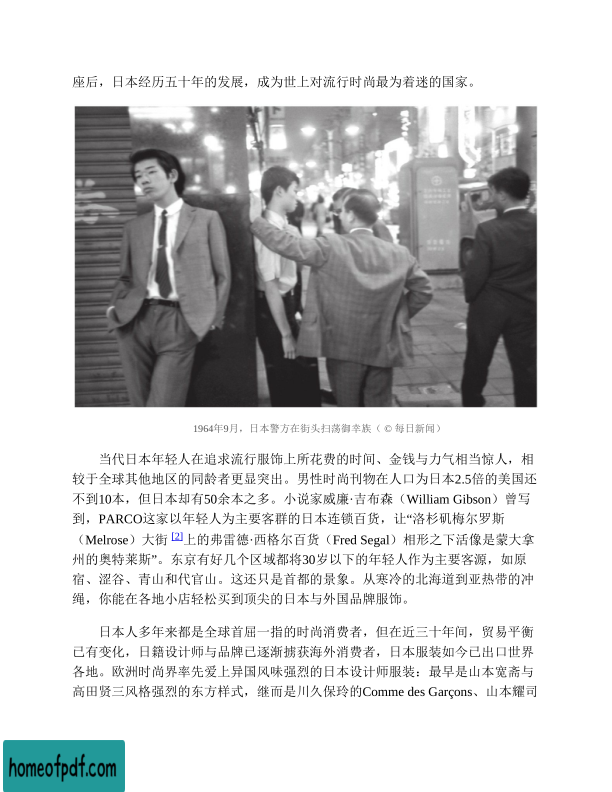 座后，日本经历五十年的发展，成为世上对流行时尚最为着迷的国家。
1964年9月，日本警方在街头扫荡御幸族（ © 每日新闻）
当代日本年轻人在追求流行服饰上所花费的时间、金钱与力气相当惊人，相
较于全球其他地区的同龄者更显突出。男性时尚刊物在人口为日本2.5倍的美国还
不到10本，但日本却有50余本之多。小说家威廉·吉布森（William Gibson）曾写
到，PARCO这家以年轻人为主要客群的日本连锁百货，让“洛杉矶梅尔罗斯
（Melrose）大街 [2]上的弗雷德·西格尔百货（Fred Segal）相形之下活像是蒙大拿
州的奥特莱斯”。东京有好几个区域都将30岁以下的年轻人作为主要客源，如原
宿、涩谷、青山和代官山。这还只是首都的景象。从寒冷的北海道到亚热带的冲
绳，你能在各地小店轻松买到顶尖的日本与外国品牌服饰。
日本人多年来都是全球首屈一指的时尚消费者，但在近三十年间，贸易平衡
已有变化，日籍设计师与品牌已逐渐掳获海外消费者，日本服装如今已出口世界
各地。欧洲时尚界率先爱上异国风味强烈的日本设计师服装：最早是山本宽斋与
高田贤三风格强烈的东方样式，继而是川久保玲的Comme des Garçons、山本耀司
homeofpdf.com